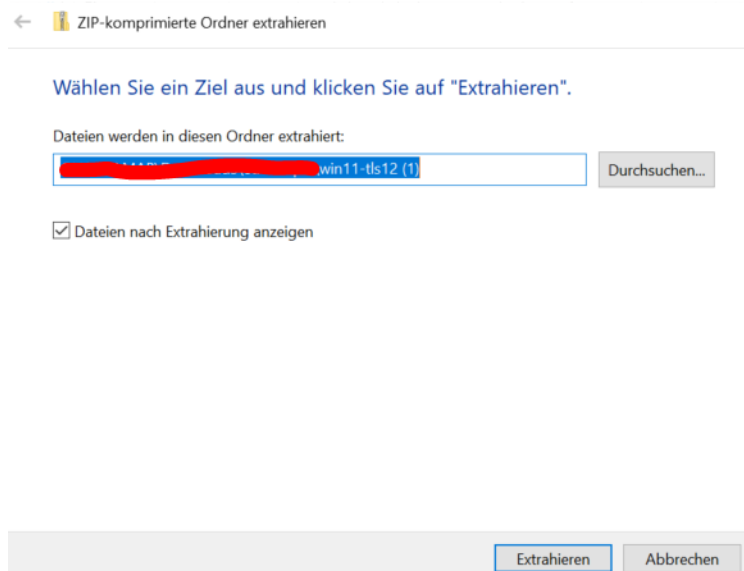 ZIP-komprimierte Ordner extrahieren
Wählen Sie ein Ziel aus und klicken Sie auf "Extrahieren".
Dateien werden in diesen Ordner extrahiert:
win11-tls12 (1)
Durchsuchen...
Dateien nach Extrahierung anzeigen
Extrahieren
Abbrechen